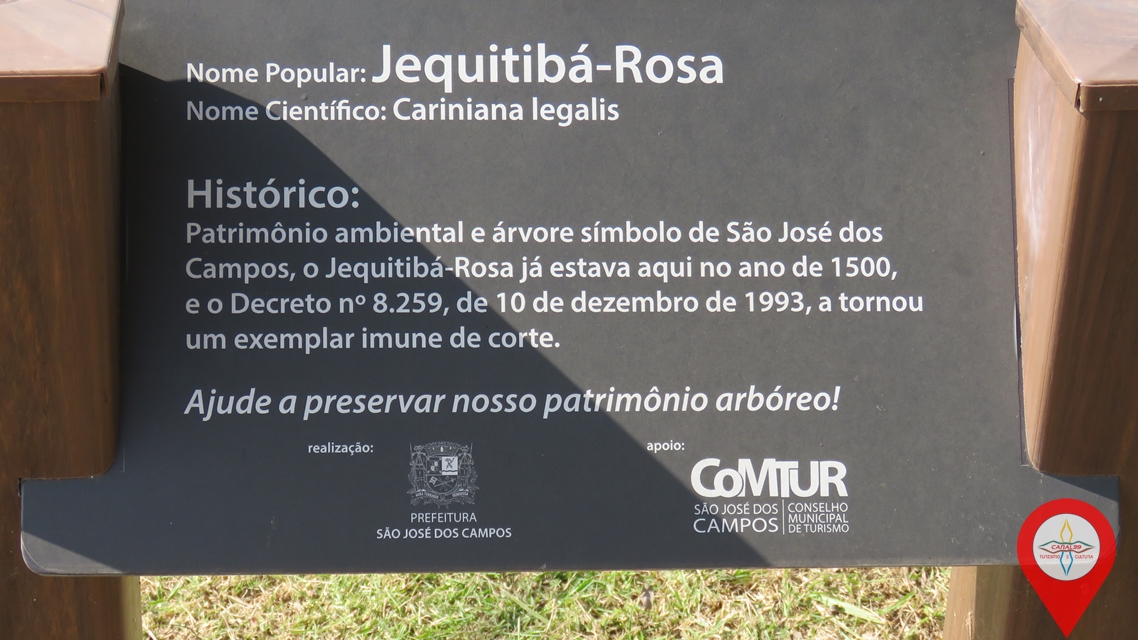 Nome Popular: Jequitibá-Rosa
Nome Científico: Cariniana legalis
Histórico:
Patrimônio ambiental e árvore símbolo de São José dos
Campos, o Jequitibá-Rosa já estava aqui no ano de 1500,
e o Decreto nº 8.259, de 10 de dezembro de 1993, a tornou
um exemplar imune de corte.
Ajude a preservar nosso patrimônio arbóreo!
realização:
PREFEITURA
SÃO JOSÉ DOS CAMPOS
apoio:
CoMTUR
SÃO JOSÉ DOS CAMPOS
CONSELHO MUNICIPAL DE TURISMO
CANAL39
TURISMO E CULTURA